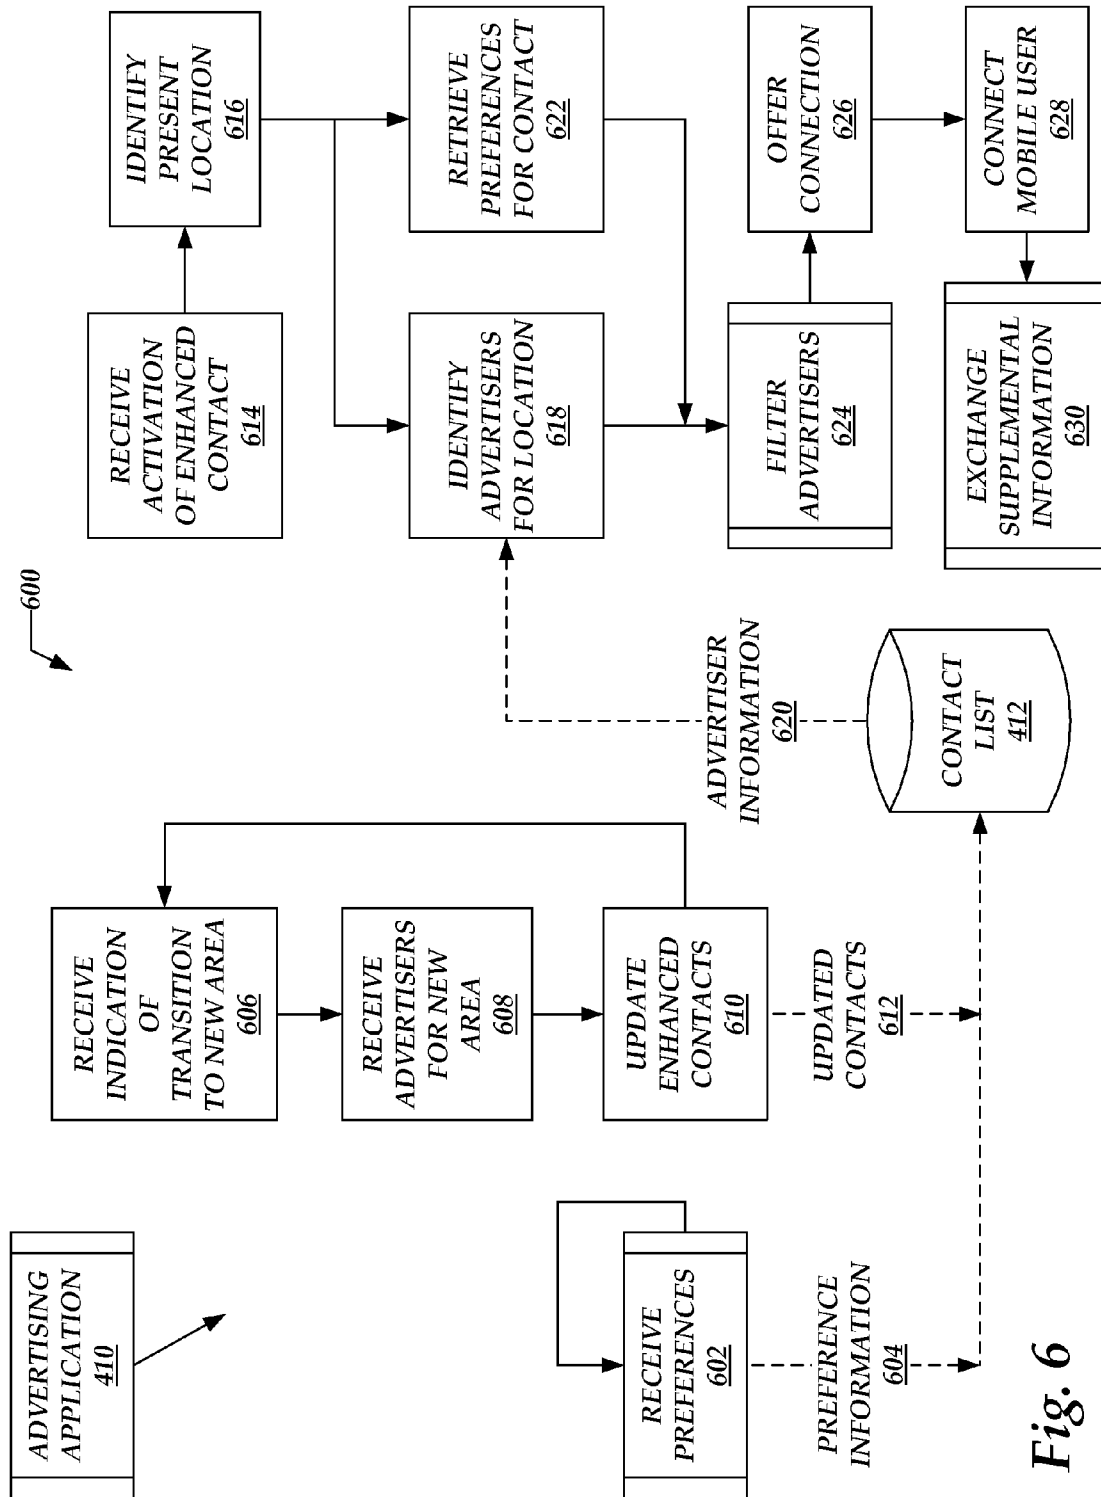 600
ADVERTISING
APPLICATION
410
RECEIVE
PREFERENCES
602
PREFERENCE
INFORMATION
604
RECEIVE
INDICATION
OF
TRANSITION
TO NEW AREA
606
RECEIVE
ADVERTISERS
FOR NEW
AREA
608
UPDATE
ENHANCED
CONTACTS
610
UPDATED
CONTACTS
612
ADVERTISER
INFORMATION
620
CONTACT
LIST
412
RECEIVE
ACTIVATION
OF ENHANCED
CONTACT
614
IDENTIFY
PRESENT
LOCATION
616
IDENTIFY
ADVERTISERS
FOR LOCATION
618
RETRIEVE
PREFERENCES
FOR CONTACT
622
FILTER
ADVERTISERS
624
OFFER
CONNECTION
626
CONNECT
MOBILE USER
628
EXCHANGE
SUPPLEMENTAL
INFORMATION
630
Fig. 6